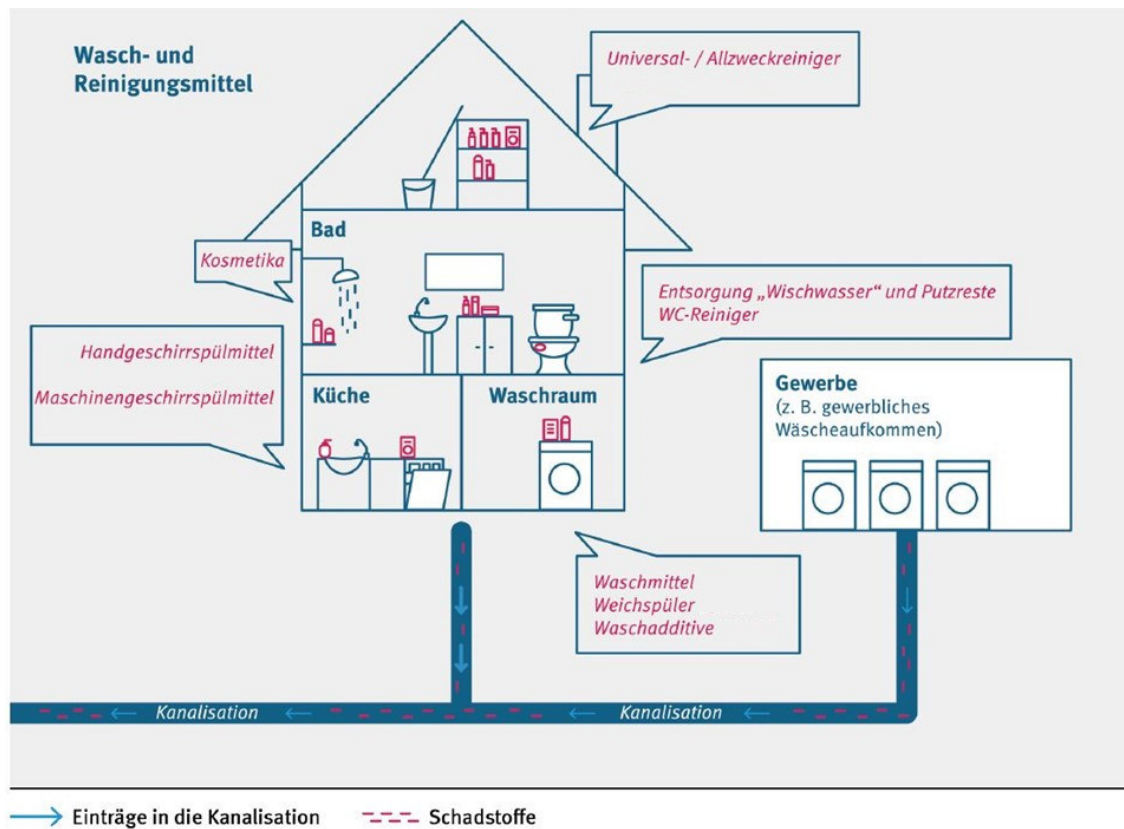 Wasch- und
Reinigungsmittel
Universal- / Allzweckreiniger
Bad
Kosmetika
Entsorgung „Wischwasser“ und Putzreste
WC-Reiniger
Handgeschirrspülmittel
Maschinengeschirrspülmittel
Küche
Waschraum
Gewerbe
(z. B. gewerbliches
Wäscheaufkommen)
Waschmittel
Weichspüler
Waschadditive
Kanalisation
Kanalisation
Einträge in die Kanalisation
Schadstoffe